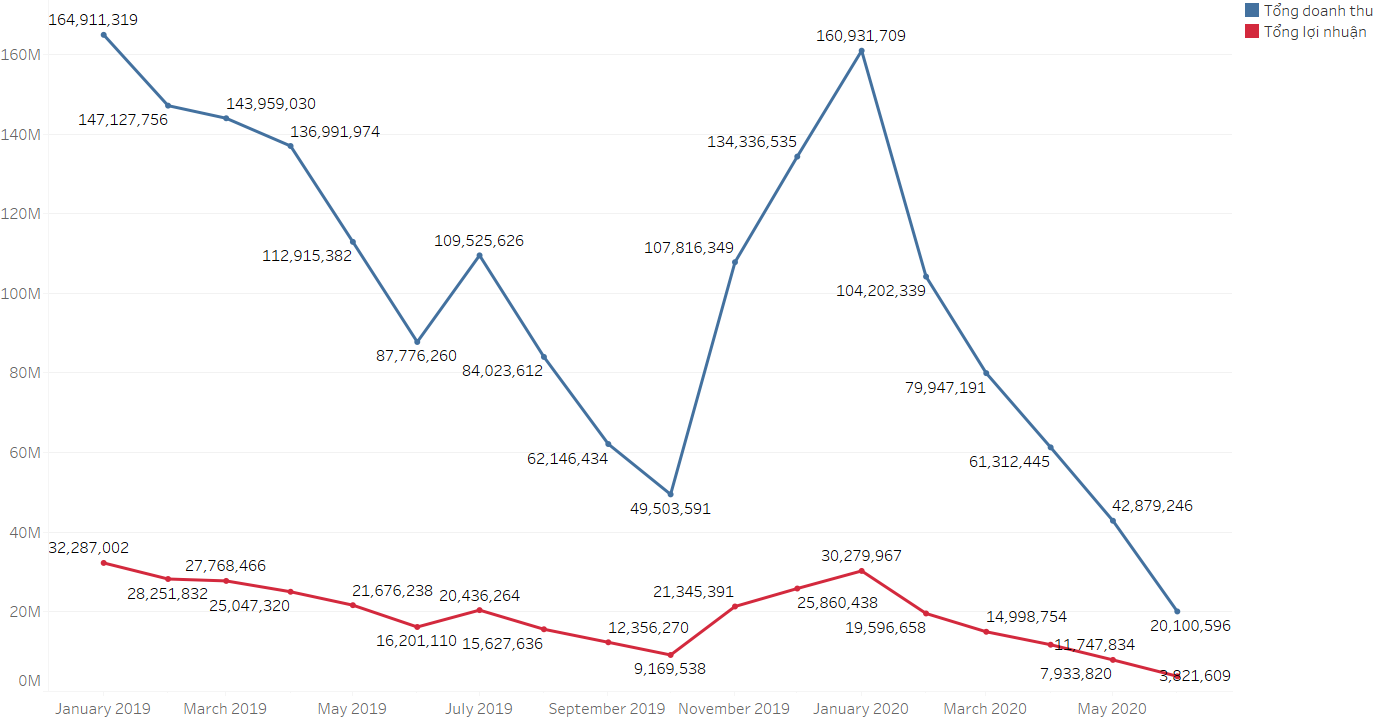 164,911,319
Tổng doanh thu
Tổng lợi nhuận
160,931,709
160M
143,959,030
147,127,756
136,991,974
140M
134,336,535
120M
109,525,626
107,816,349
112,915,382
104,202,339
100M
87,776,260
84,023,612
80M
79,947,191
60M
62,146,434
61,312,445
49,503,591
42,879,246
40M
32,287,002
30,279,967
27,768,466
28,251,832
25,047,320
21,676,238
20,436,264
21,345,391
25,860,438
20M
14,998,754
12,356,270
19,596,658
20,100,596
16,201,110
15,627,636
11,747,834
9,169,538
7,933,820
3,821,609
0M
January 2019
March 2019
May 2019
July 2019
September 2019
November 2019
January 2020
March 2020
May 2020